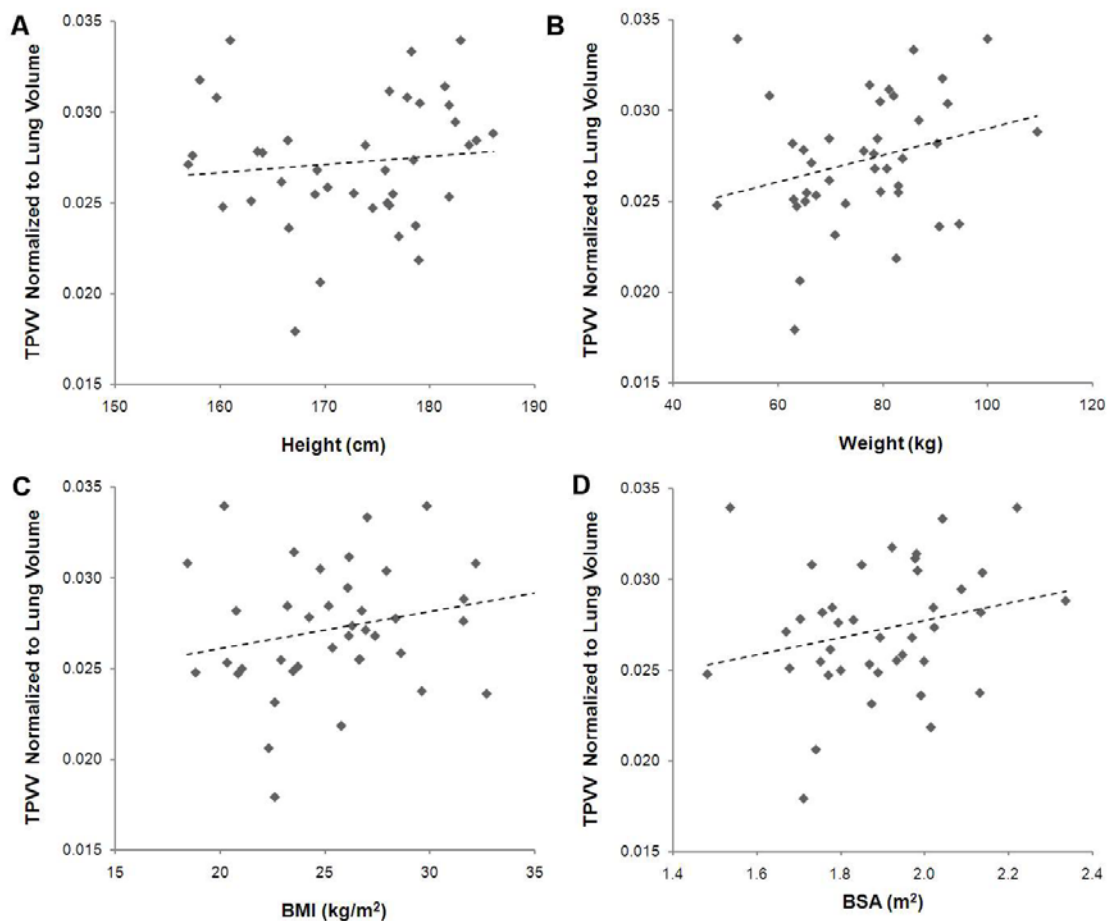 A
TPVV Normalized to Lung Volume
0.035
0.030
0.025
0.020
0.015
150 160 170 180 190
Height (cm)
B
TPVV Normalized to Lung Volume
0.035
0.030
0.025
0.020
0.015
40 60 80 100 120
Weight (kg)
C
TPVV Normalized to Lung Volume
0.035
0.030
0.025
0.020
0.015
15 20 25 30 35
BMI (kg/m²)
D
TPVV Normalized to Lung Volume
0.035
0.030
0.025
0.020
0.015
1.4 1.6 1.8 2.0 2.2 2.4
BSA (m²)